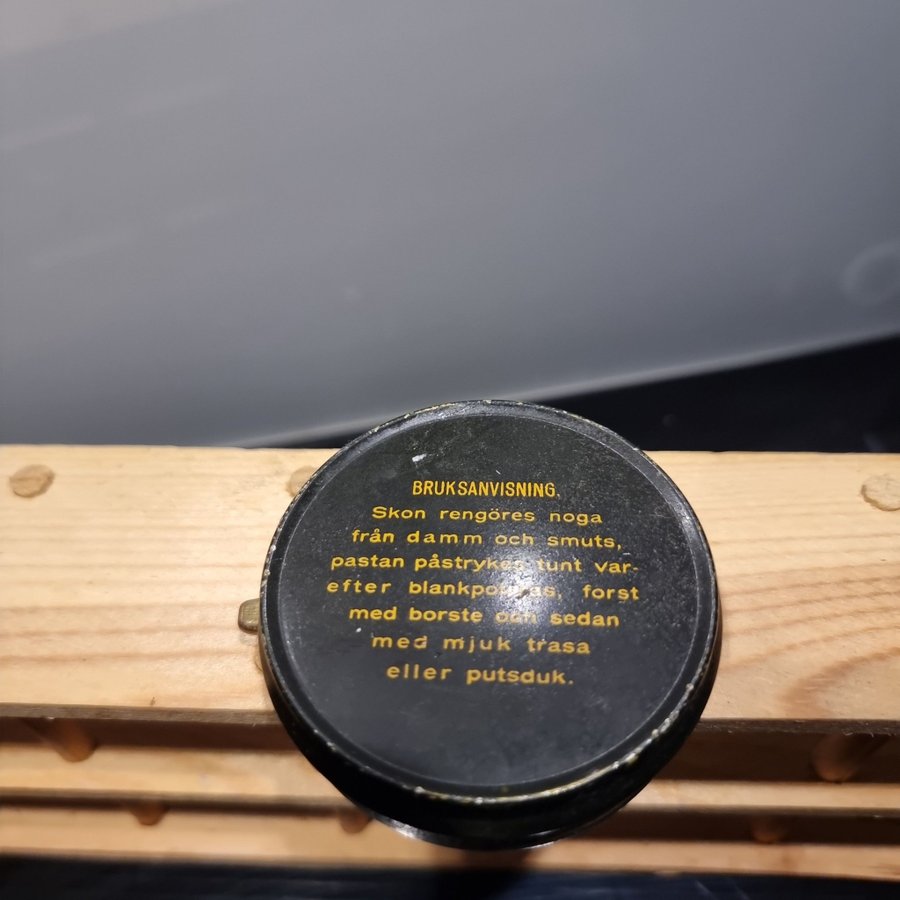 BRUKSANVISNING.
Skon rengöres noga
från damm och smuts,
pastan påstrykes tunt var-
efter blankputsas, forst
med borste och sedan
med mjuk trasa
eller putsduk.